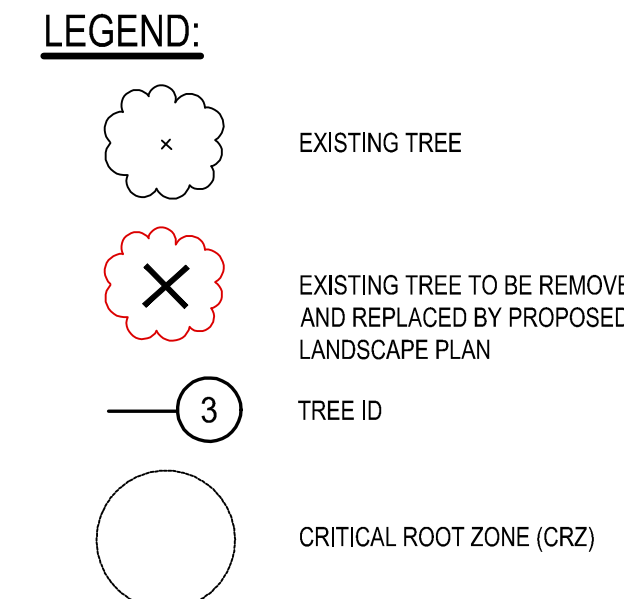 LEGEND:
EXISTING TREE
EXISTING TREE TO BE REMOVE
AND REPLACED BY PROPOSED
LANDSCAPE PLAN
3
TREE ID
CRITICAL ROOT ZONE (CRZ)